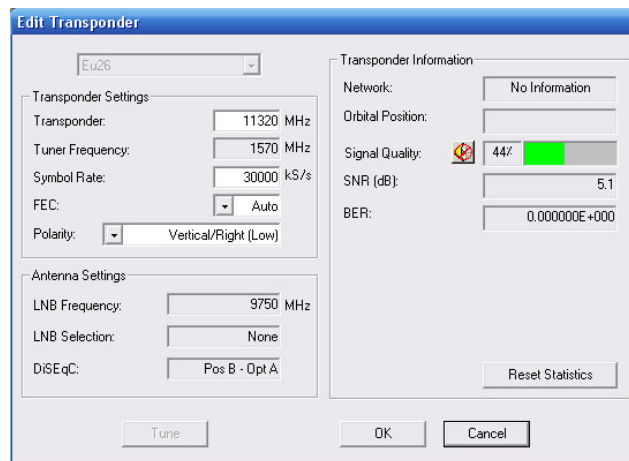 Edit Transponder
Eu26
Transponder Settings
Transponder: 11320 MHz
Tuner Frequency: 1570 MHz
Symbol Rate: 30000 kS/s
FEC: Auto
Polarity: Vertical/Right (Low)
Antenna Settings
LNB Frequency: 9750 MHz
LNB Selection: None
DiSEqC: Pos B - Opt A
Transponder Information
Network: No Information
Orbital Position:
Signal Quality: 44%
SNR (dB): 5.1
BER: 0.000000E+000
Reset Statistics
Tune
OK
Cancel